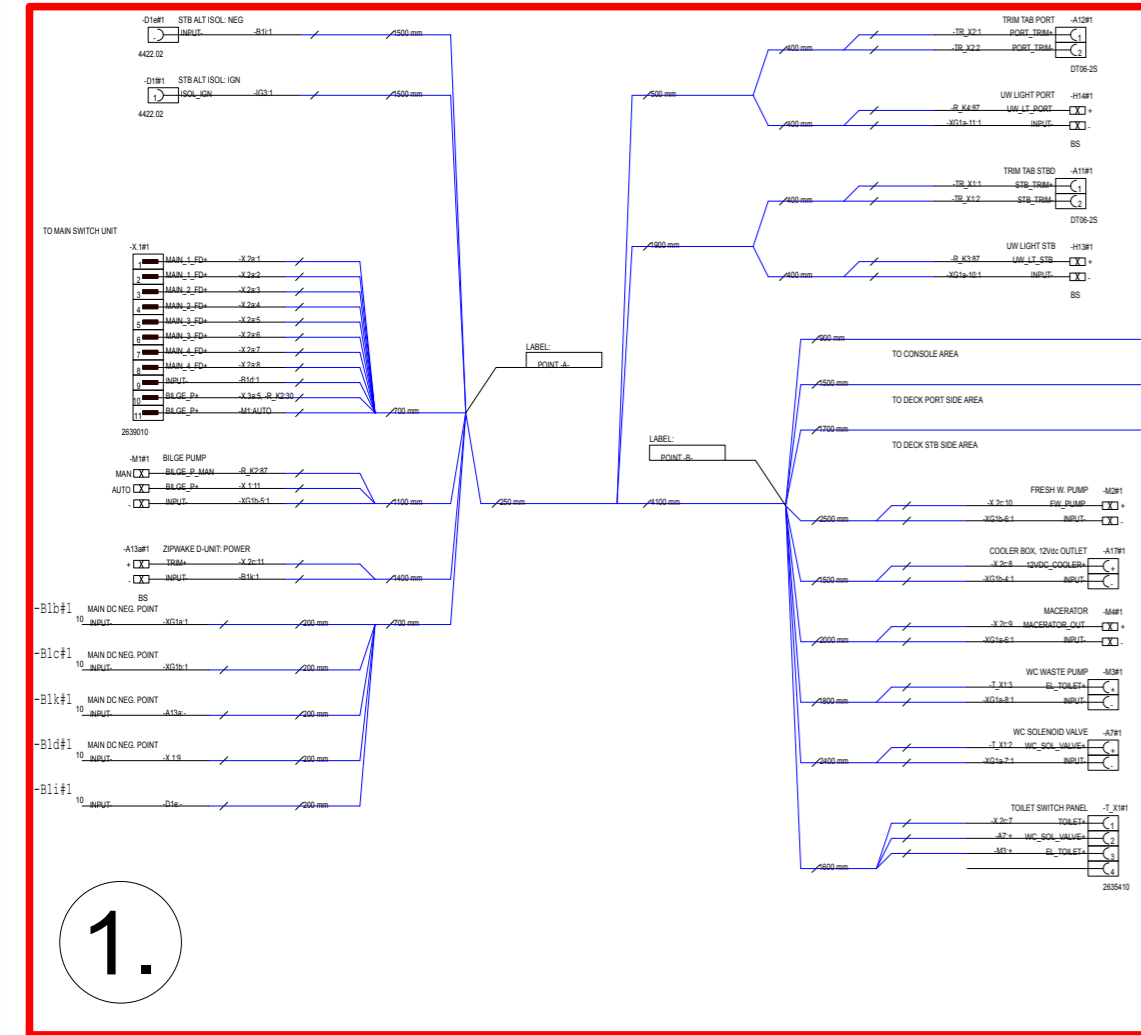 -D1e#1 STB ALT ISOL: NEG
- INPUT- -B1i:1 1500 mm
4422.02
-D1f#1 STB ALT ISOL: IGN
1 ISOL_IGN -IG3:1 1500 mm
4422.02
TO MAIN SWITCH UNIT
-X.1#1
1 MAIN_1_FD+ -X.2a:1
2 MAIN_1_FD+ -X.2a:2
3 MAIN_2_FD+ -X.2a:3
4 MAIN_2_FD+ -X.2a:4
5 MAIN_3_FD+ -X.2a:5
6 MAIN_3_FD+ -X.2a:6
7 MAIN_4_FD+ -X.2a:7
8 MAIN_4_FD+ -X.2a:8
9 INPUT- -B1d:1
10 BILGE_P+ -X.3a:5, -R_K2:30
11 BILGE_P+ -M1:AUTO 700 mm
2639010
-M1#1 BILGE PUMP
MAN X BILGE_P_MAN -R_K2:87
AUTO X BILGE_P+ -X.1:11
- X INPUT- -XG1b-5:1 1100 mm
-A13a#1 ZIPWAKE D-UNIT: POWER
+ X TRIM+ -X.2c:11
- X INPUT- -B1k:1 1400 mm
BS
-B1b#1 MAIN DC NEG. POINT
10 INPUT- -XG1a:1 200 mm 700 mm
-B1c#1 MAIN DC NEG. POINT
10 INPUT- -XG1b:1 200 mm
-B1k#1 MAIN DC NEG. POINT
10 INPUT- -A13a:- 200 mm
-B1d#1 MAIN DC NEG. POINT
10 INPUT- -X.1:9 200 mm
-B1i#1
10 INPUT- -D1e:- 200 mm
1.
LABEL:
POINT -A-
250 mm
LABEL:
POINT -B-
4100 mm
500 mm
TRIM TAB PORT -A12#1
400 mm -TR_X2:1 PORT_TRIM+ 1
-TR_X2:2 PORT_TRIM- 2
DT06-2S
UW LIGHT PORT -H14#1
-R_K4:87 UW_LT_PORT X +
400 mm -XG1a-11:1 INPUT- X -
BS
1900 mm
TRIM TAB STBD -A11#1
400 mm -TR_X1:1 STB_TRIM+ 1
-TR_X1:2 STB_TRIM- 2
DT06-2S
UW LIGHT STB -H13#1
-R_K3:87 UW_LT_STB X +
400 mm -XG1a-10:1 INPUT- X -
BS
900 mm
TO CONSOLE AREA
1500 mm
TO DECK PORT SIDE AREA
1700 mm
TO DECK STB SIDE AREA
FRESH W. PUMP -M2#1
-X.2c:10 FW_PUMP X +
2500 mm -XG1b-6:1 INPUT- X -
COOLER BOX, 12Vdc OUTLET -A17#1
-X.2c:8 12VDC_COOLER+ +
1500 mm -XG1b-4:1 INPUT- -
MACERATOR -M4#1
-X.2c:9 MACERATOR_OUT X +
2000 mm -XG1a-6:1 INPUT- X -
WC WASTE PUMP -M3#1
-T_X1:3 EL_TOILET+ +
1800 mm -XG1a-8:1 INPUT- -
WC SOLENOID VALVE -A7#1
-T_X1:2 WC_SOL_VALVE+ +
2400 mm -XG1a-7:1 INPUT- -
TOILET SWITCH PANEL -T_X1#1
-X.2c:7 TOILET+ 1
-A7:+ WC_SOL_VALVE+ 2
1600 mm -M3:+ EL_TOILET+ 3
4
2635410